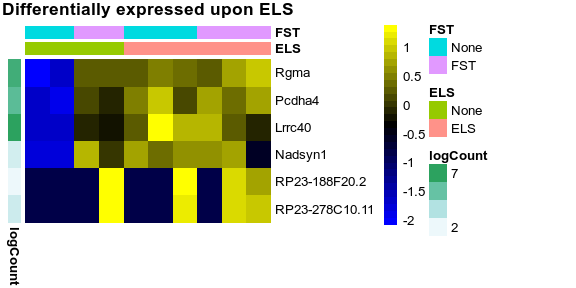 Differentially expressed upon ELS
FST
ELS
Rgma
Pcdha4
Lrrc40
Nadsyn1
RP23-188F20.2
RP23-278C10.11
logCount
1
0.5
0
-0.5
-1
-1.5
-2
FST
None
FST
ELS
None
ELS
logCount
7
2